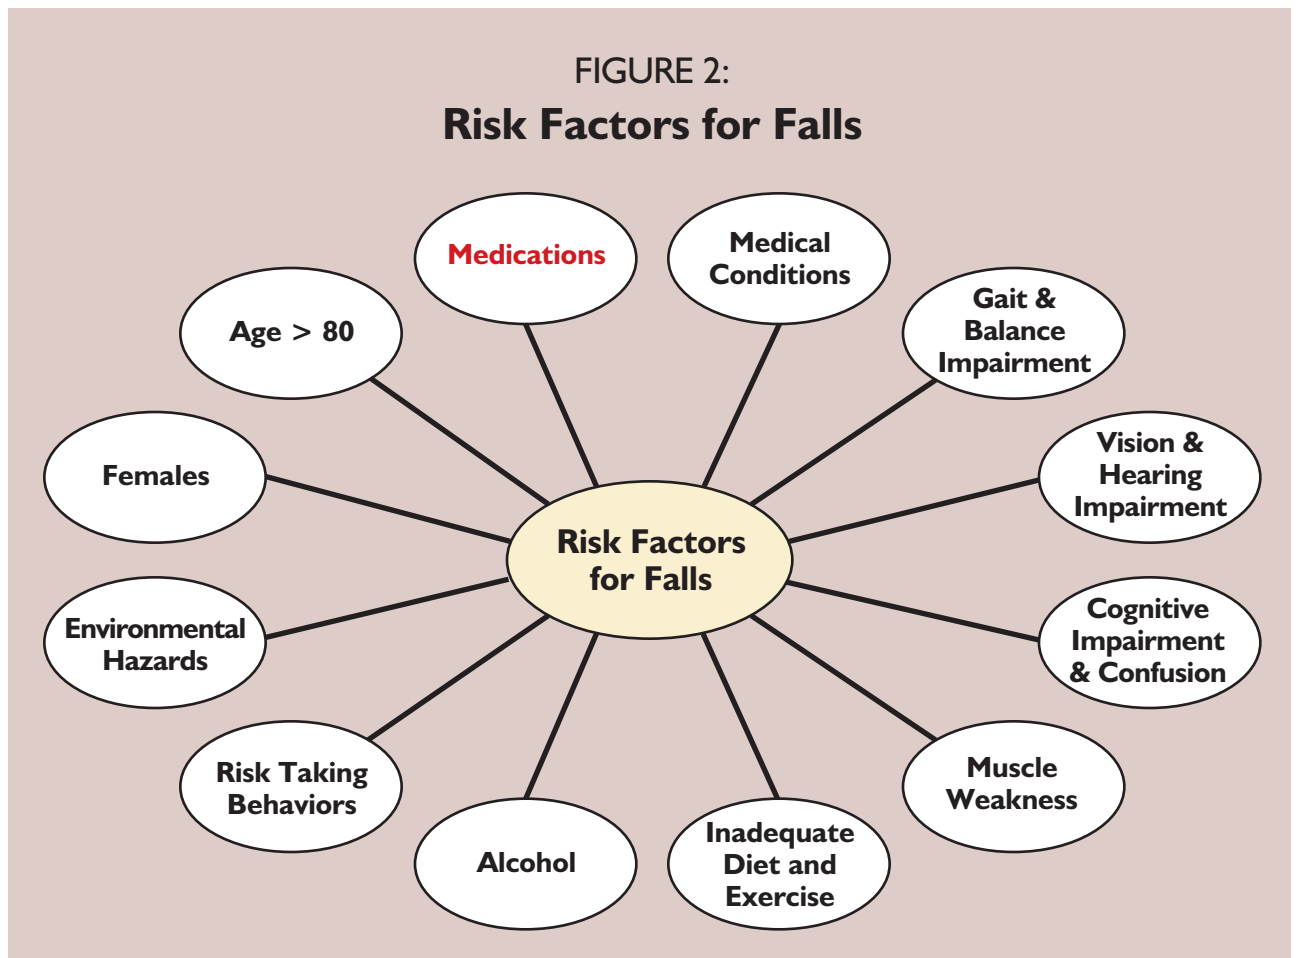 FIGURE 2:
Risk Factors for Falls
Medications
Medical
Conditions
Gait &
Balance
Impairment
Vision &
Hearing
Impairment
Cognitive
Impairment
& Confusion
Muscle
Weakness
Inadequate
Diet and
Exercise
Alcohol
Risk Taking
Behaviors
Environmental
Hazards
Females
Age > 80
Risk Factors
for Falls